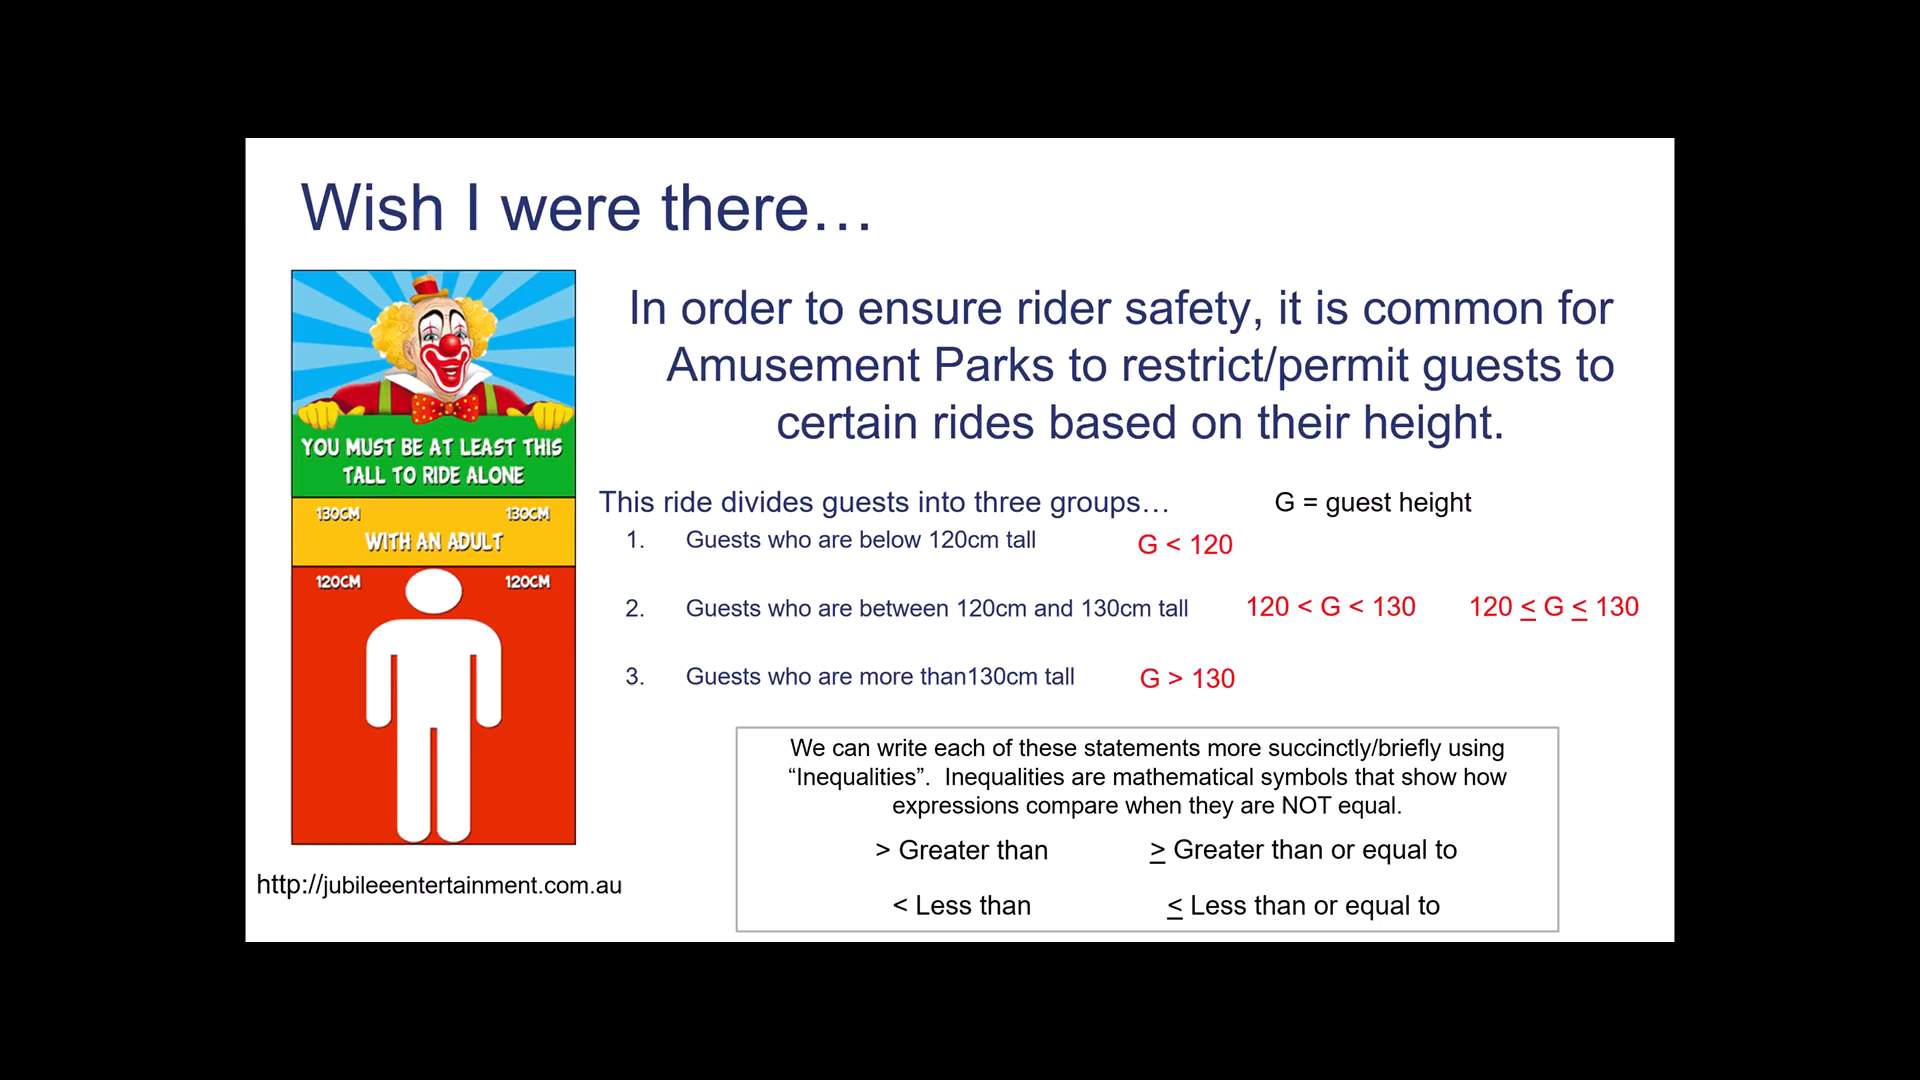 Wish I were there…
YOU MUST BE AT LEAST THIS
TALL TO RIDE ALONE
130CM 130CM
WITH AN ADULT
120CM 120CM
http://jubileeentertainment.com.au
In order to ensure rider safety, it is common for
Amusement Parks to restrict/permit guests to
certain rides based on their height.
This ride divides guests into three groups… G = guest height
1. Guests who are below 120cm tall G < 120
2. Guests who are between 120cm and 130cm tall 120 < G < 130 120 ≤ G ≤ 130
3. Guests who are more than130cm tall G > 130
We can write each of these statements more succinctly/briefly using
“Inequalities”. Inequalities are mathematical symbols that show how
expressions compare when they are NOT equal.
> Greater than ≥ Greater than or equal to
< Less than ≤ Less than or equal to